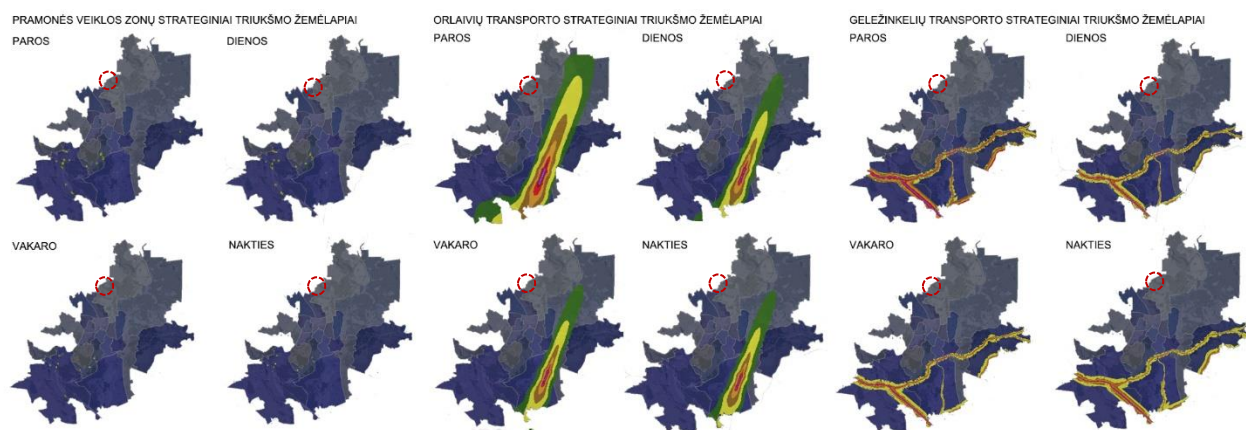 PRAMONĖS VEIKLOS ZONŲ STRATEGINIAI TRIUKŠMO ŽEMĖLAPIAI
PAROS
DIENOS
VAKARO
NAKTIES
ORLAIVIŲ TRANSPORTO STRATEGINIAI TRIUKŠMO ŽEMĖLAPIAI
PAROS
DIENOS
VAKARO
NAKTIES
GELEŽINKELIŲ TRANSPORTO STRATEGINIAI TRIUKŠMO ŽEMĖLAPIAI
PAROS
DIENOS
VAKARO
NAKTIES